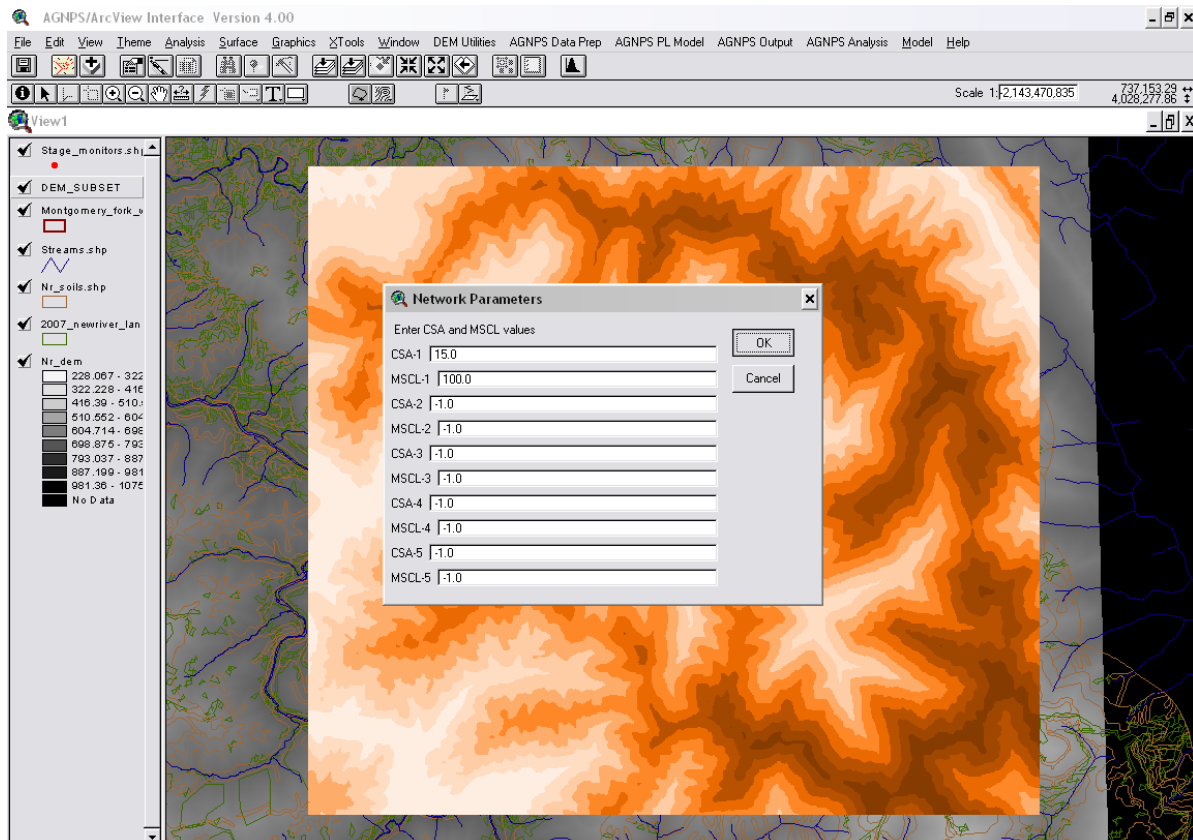 AGNPS/ArcView Interface Version 4.00
File Edit View Theme Analysis Surface Graphics XTools Window DEM Utilities AGNPS Data Prep AGNPS PL Model AGNPS Output AGNPS Analysis Model Help
Scale 1: -2,143,470,835
737,153.29
4,028,277.86
View1
Stage_monitors.shp
DEM_SUBSET
Montgomery_fork_
Streams.shp
Nr_soils.shp
2007_newriver_lan
Nr_dem
228.067 - 322
322.228 - 416
416.39 - 510.
510.552 - 604
604.714 - 698
698.875 - 793
793.037 - 887
887.199 - 981
981.36 - 1075
No Data
Network Parameters
Enter CSA and MSCL values
OK
Cancel
CSA-1 15.0
MSCL-1 100.0
CSA-2 -1.0
MSCL-2 -1.0
CSA-3 -1.0
MSCL-3 -1.0
CSA-4 -1.0
MSCL-4 -1.0
CSA-5 -1.0
MSCL-5 -1.0